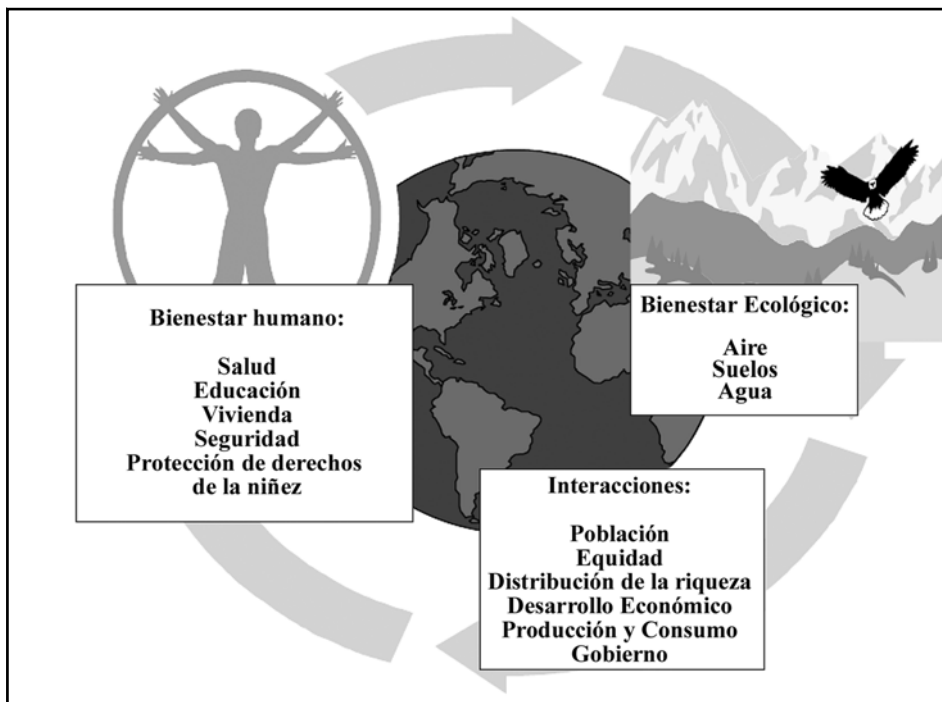 Bienestar humano:
Salud
Educación
Vivienda
Seguridad
Protección de derechos
de la niñez
Bienestar Ecológico:
Aire
Suelos
Agua
Interacciones:
Población
Equidad
Distribución de la riqueza
Desarrollo Económico
Producción y Consumo
Gobierno